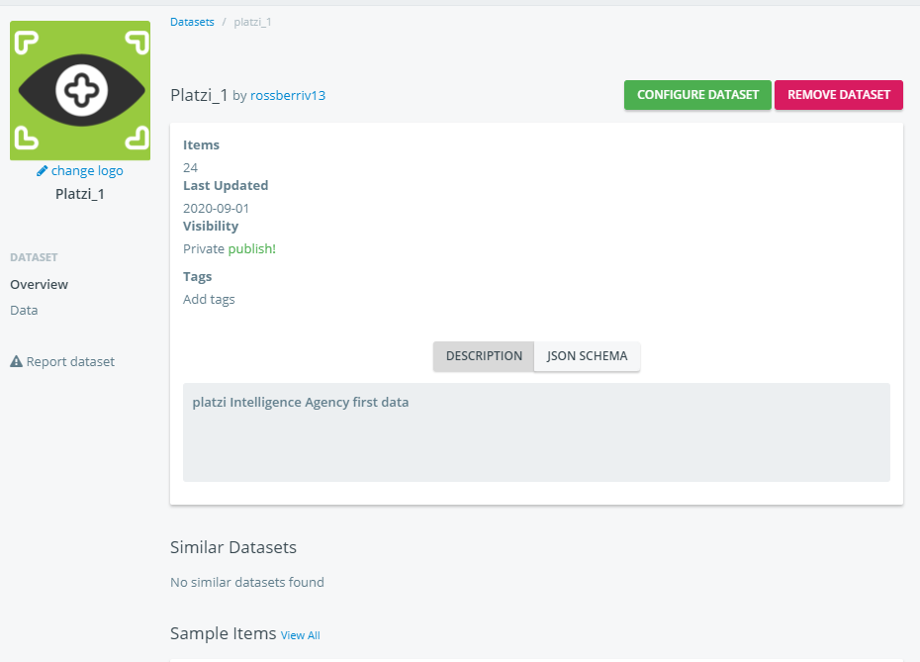 Datasets / platzi_1
change logo
Platzi_1
DATASET
Overview
Data
Report dataset
Platzi_1 by rossberriv13
CONFIGURE DATASET
REMOVE DATASET
Items
24
Last Updated
2020-09-01
Visibility
Private publish!
Tags
Add tags
DESCRIPTION
JSON SCHEMA
platzi Intelligence Agency first data
Similar Datasets
No similar datasets found
Sample Items View All